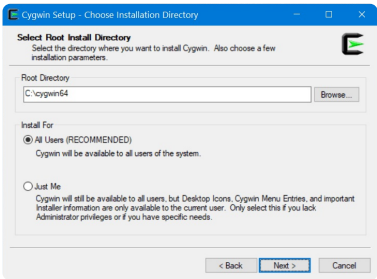 Cygwin Setup - Choose Installation Directory
Select Root Install Directory
Select the directory where you want to install Cygwin. Also choose a few
installation parameters.
Root Directory
C:\cygwin64
Browse...
Install For
All Users (RECOMMENDED)
Cygwin will be available to all users of the system.
Just Me
Cygwin will still be available to all users, but Desktop Icons, Cygwin Menu Entries, and important
Installer information are only available to the current user. Only select this if you lack
Administrator privileges or if you have specific needs.
< Back
Next >
Cancel